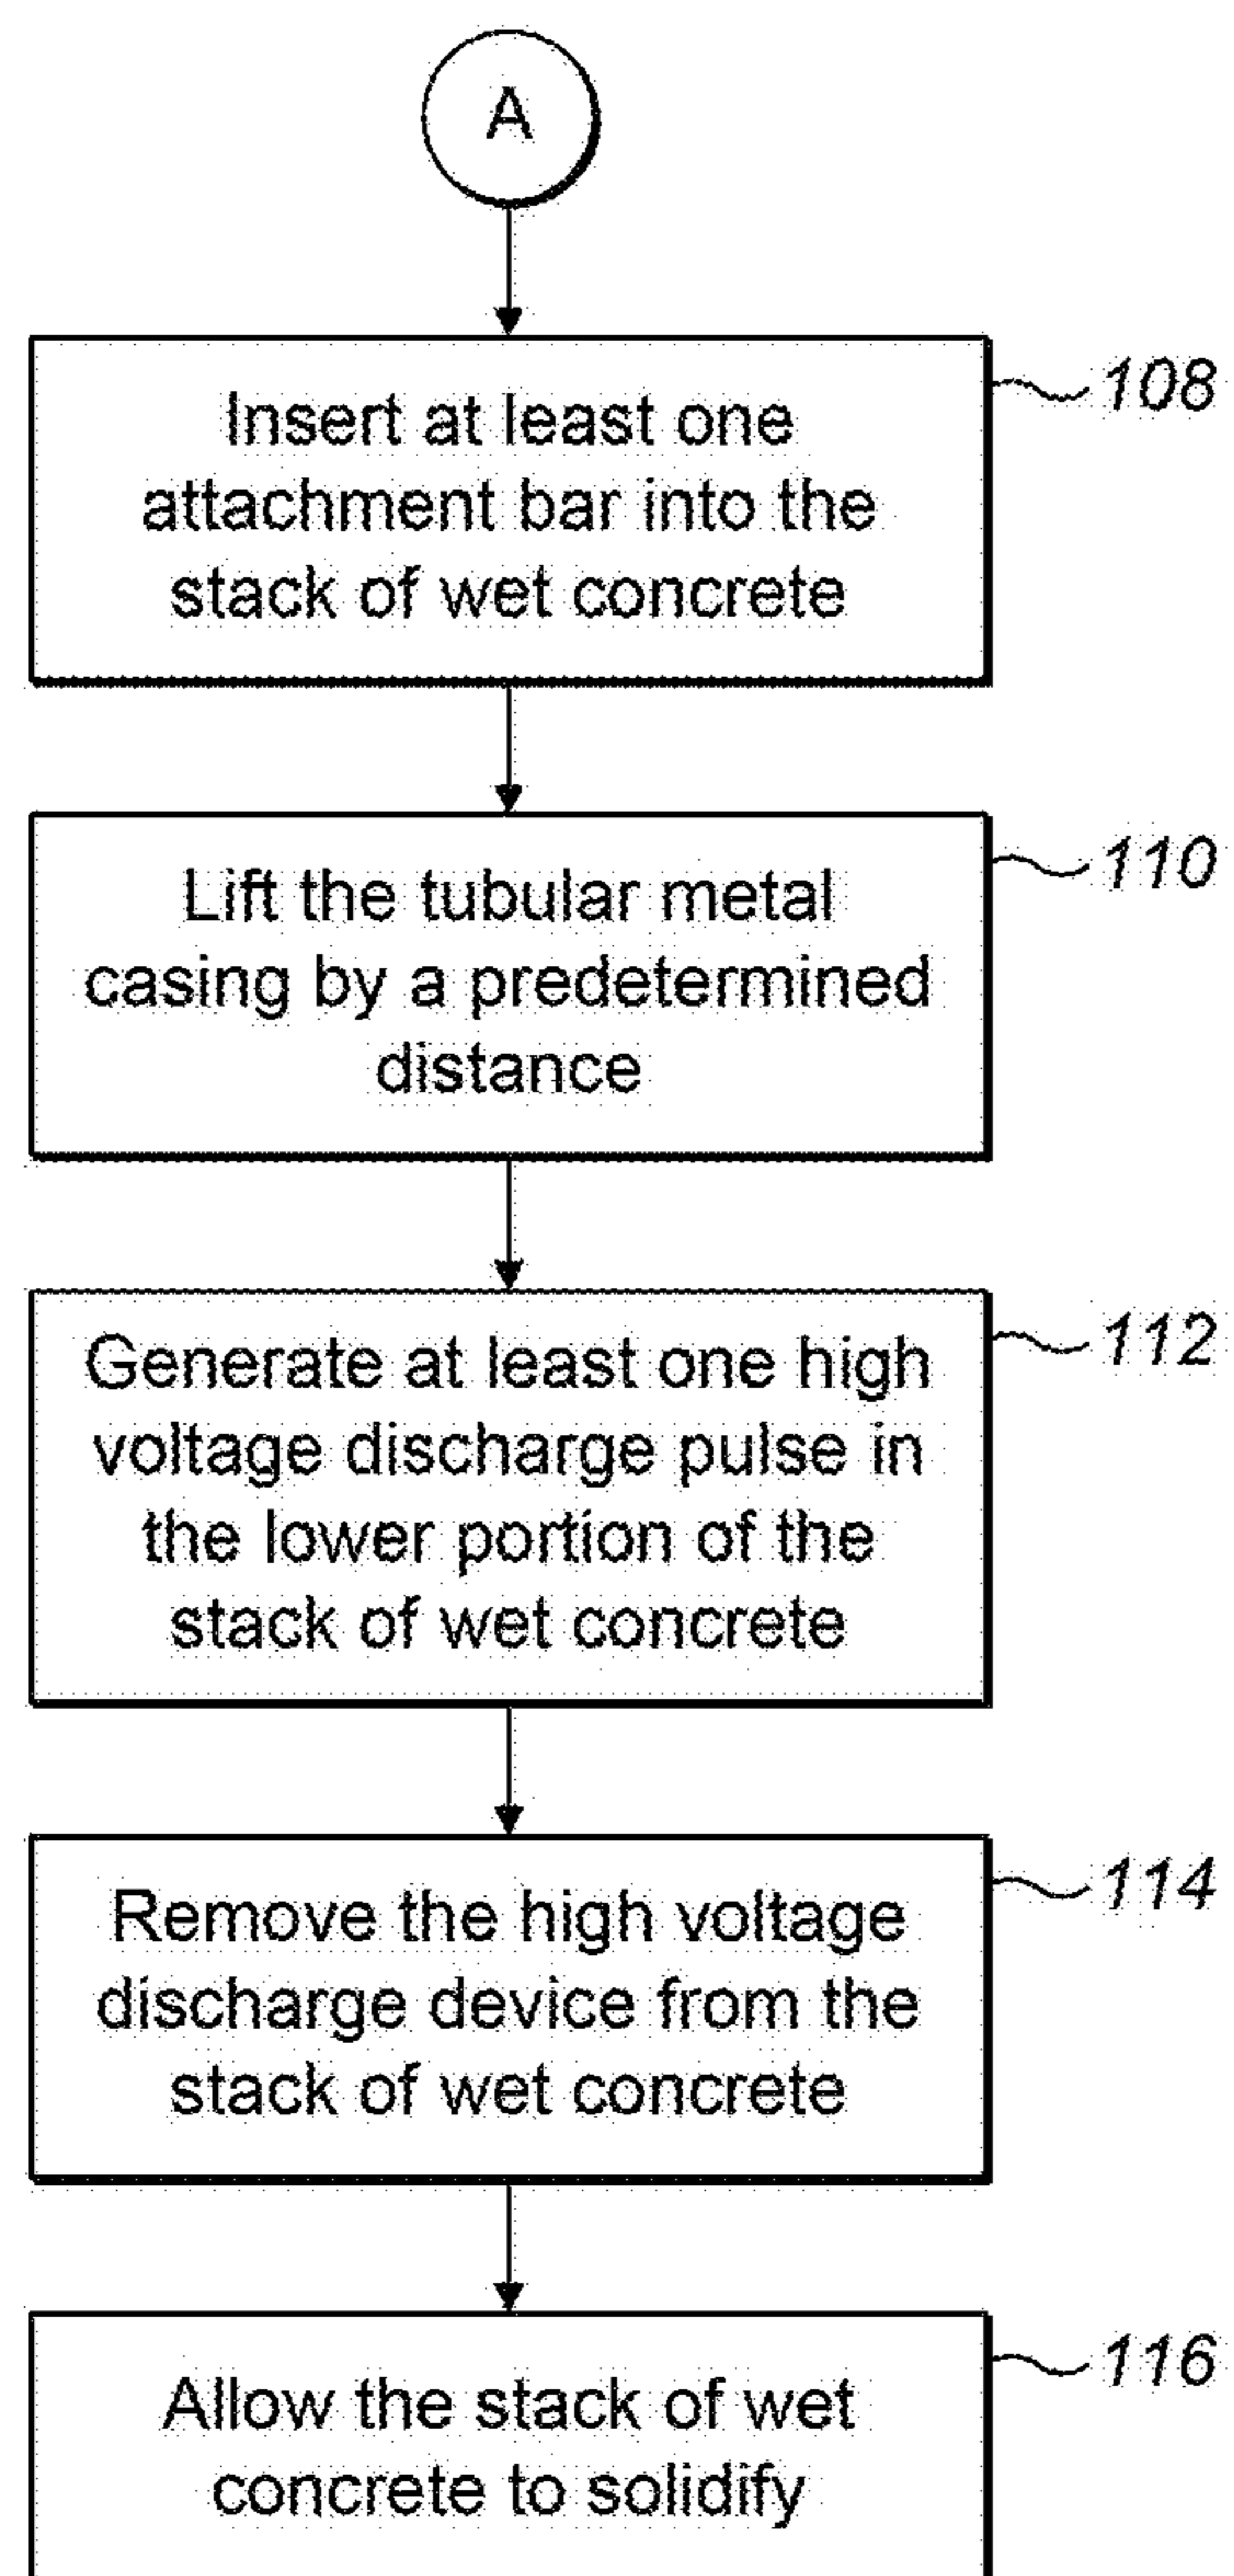 A
Insert at least one
attachment bar into the
stack of wet concrete
108
Lift the tubular metal
casing by a predetermined
distance
110
Generate at least one high
voltage discharge pulse in
the lower portion of the
stack of wet concrete
112
Remove the high voltage
discharge device from the
stack of wet concrete
114
Allow the stack of wet
concrete to solidify
116